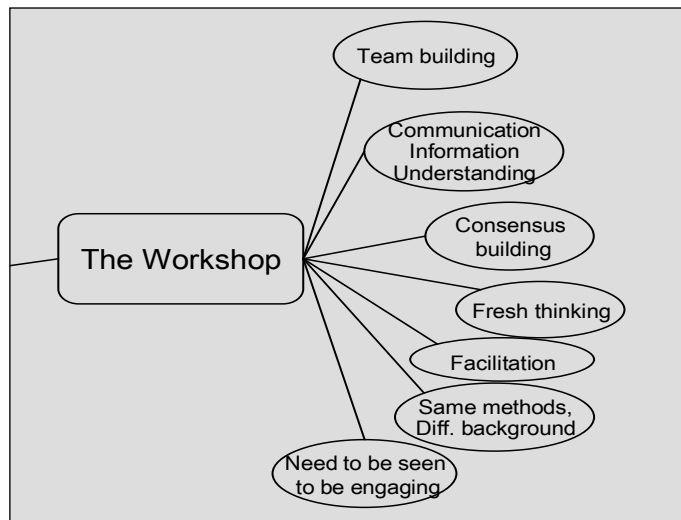 Team building
Communication
Information
Understanding
Consensus
building
The Workshop
Fresh thinking
Facilitation
Same methods,
Diff. background
Need to be seen
to be engaging